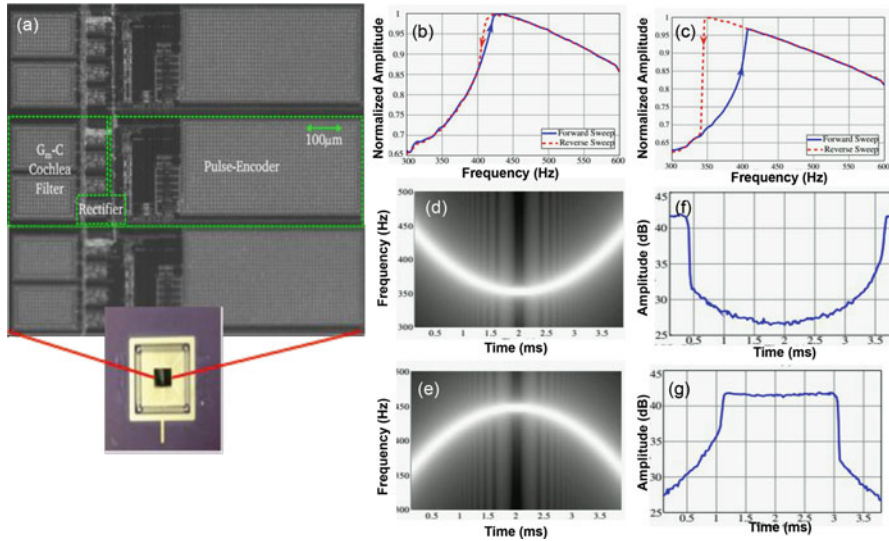 (a)
100μm
Gm-C
Cochlea
Filter
Pulse-Encoder
Rectifier
(b)
Normalized Amplitude
1
0.95
0.9
0.85
0.8
0.75
0.7
0.65
300
400
500
600
Forward Sweep
Reverse Sweep
Frequency (Hz)
(c)
Normalized Amplitude
1
0.95
0.9
0.85
0.8
0.75
0.7
0.65
0.6
300
350
400
450
500
550
600
Forward Sweep
Reverse Sweep
Frequency (Hz)
(d)
Frequency (Hz)
500
450
400
350
300
0.5
1
1.5
2
2.5
3
3.5
Time (ms)
(f)
Amplitude (dB)
45
40
35
30
25
0.5
1
1.5
2
2.5
3
3.5
Time (ms)
(e)
Frequency (Hz)
450
400
0.5
1
1.5
2
2.5
3
3.5
Time (ms)
(g)
Amplitude (dB)
45
40
35
30
25
0.5
1
1.5
2
2.5
3
3.5
Time (ms)